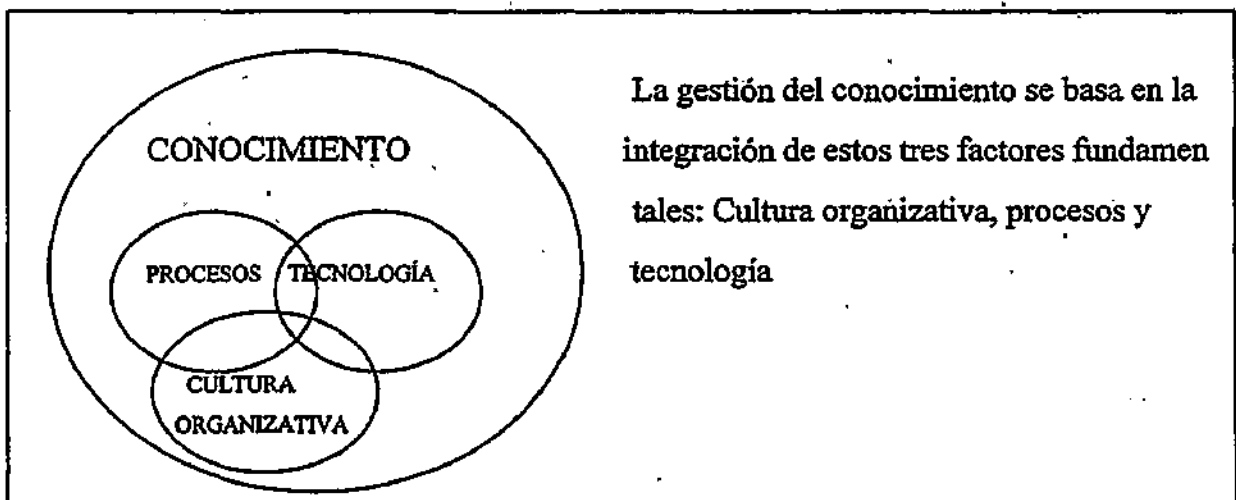 CONOCIMIENTO
PROCESOS
TECNOLOGÍA
CULTURA
ORGANIZATIVA
La gestión del conocimiento se basa en la
integración de estos tres factores fundamen
tales: Cultura organizativa, procesos y
tecnología